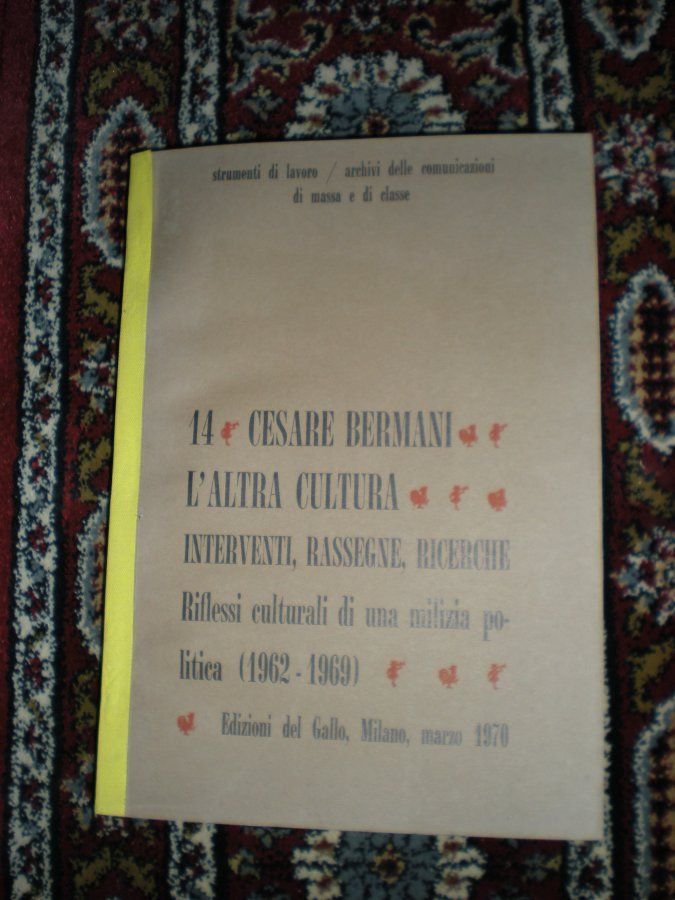 strumenti di lavoro / archivi delle comunicazioni
di massa e di classe
14 CESARE BERMANI
L'ALTRA CULTURA
INTERVENTI, RASSEGNE, RICERCHE
Riflessi culturali di una milizia po-
litica (1962-1969)
Edizioni del Gallo, Milano, marzo 1970